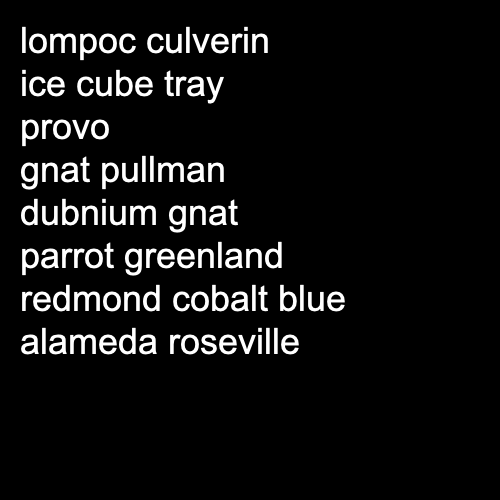 lompoc culverin
ice cube tray
provo
gnat pullman
dubnium gnat
parrot greenland
redmond cobalt blue
alameda roseville